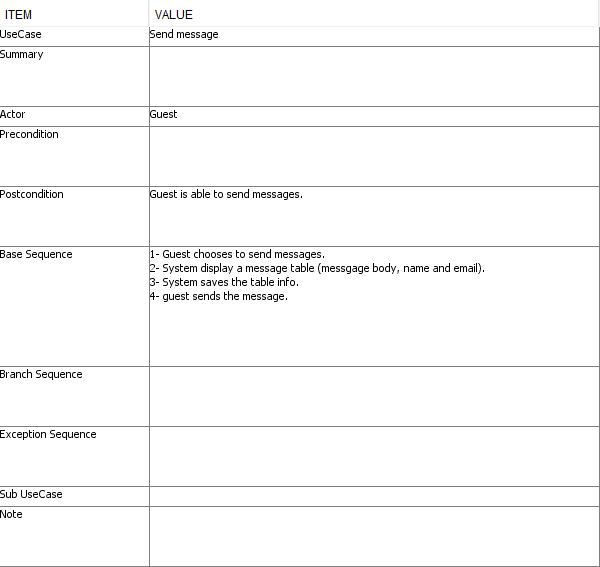 ITEM VALUE
UseCase Send message
Summary
Actor Guest
Precondition
Postcondition Guest is able to send messages.
Base Sequence 1- Guest chooses to send messages.
2- System display a message table (messgage body, name and email).
3- System saves the table info.
4- guest sends the message.
Branch Sequence
Exception Sequence
Sub UseCase
Note